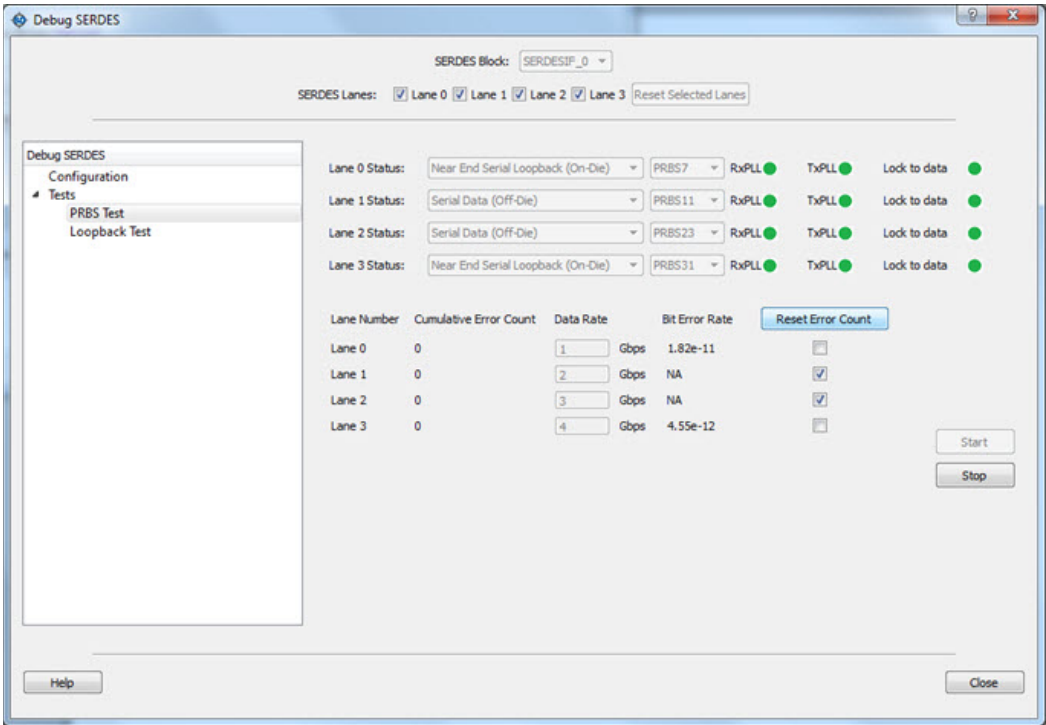 Debug SERDES
SERDES Block: SERDESIF_0
SERDES Lanes: Lane 0 Lane 1 Lane 2 Lane 3 Reset Selected Lanes
Debug SERDES
Configuration
Tests
PRBS Test
Loopback Test
Lane 0 Status: Near End Serial Loopback (On-Die) PRBS7 RxPLL TxPLL Lock to data
Lane 1 Status: Serial Data (Off-Die) PRBS11 RxPLL TxPLL Lock to data
Lane 2 Status: Serial Data (Off-Die) PRBS23 RxPLL TxPLL Lock to data
Lane 3 Status: Near End Serial Loopback (On-Die) PRBS31 RxPLL TxPLL Lock to data
Lane Number Cumulative Error Count Data Rate Bit Error Rate Reset Error Count
Lane 0 0 1 Gbps 1.82e-11
Lane 1 0 2 Gbps NA
Lane 2 0 3 Gbps NA
Lane 3 0 4 Gbps 4.55e-12
Start
Stop
Help Close